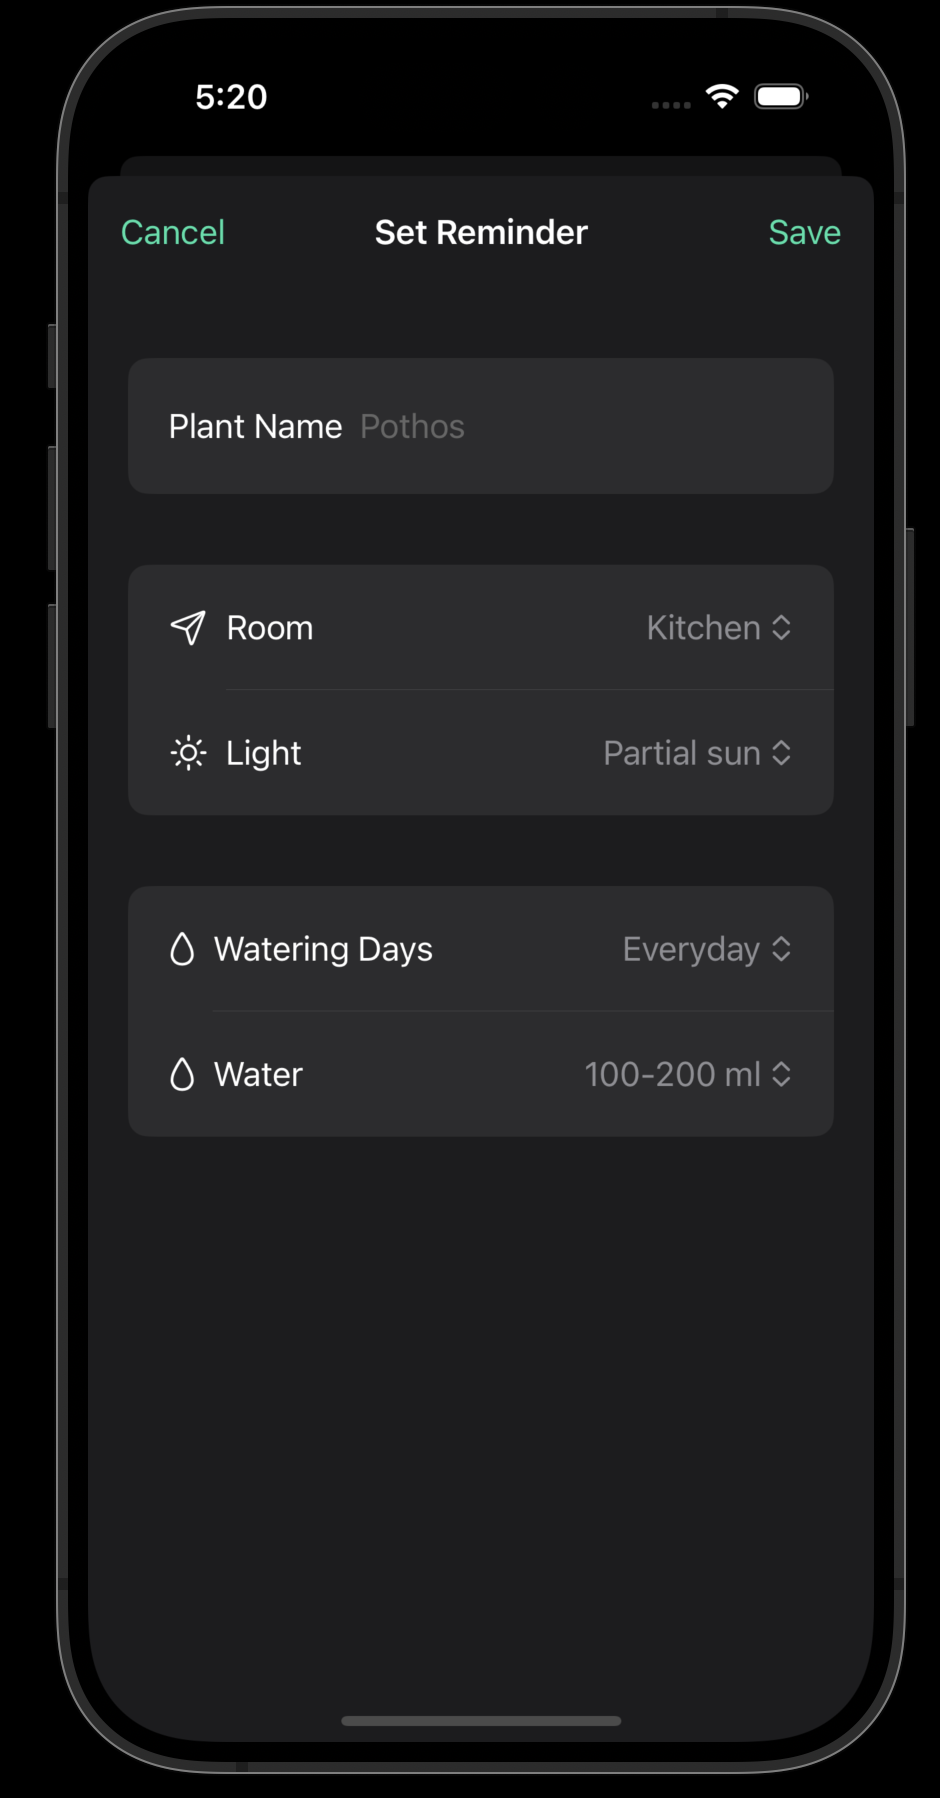 5:20
Cancel Set Reminder Save
Plant Name Pothos
Room Kitchen
Light Partial sun
Watering Days Everyday
Water 100-200 ml